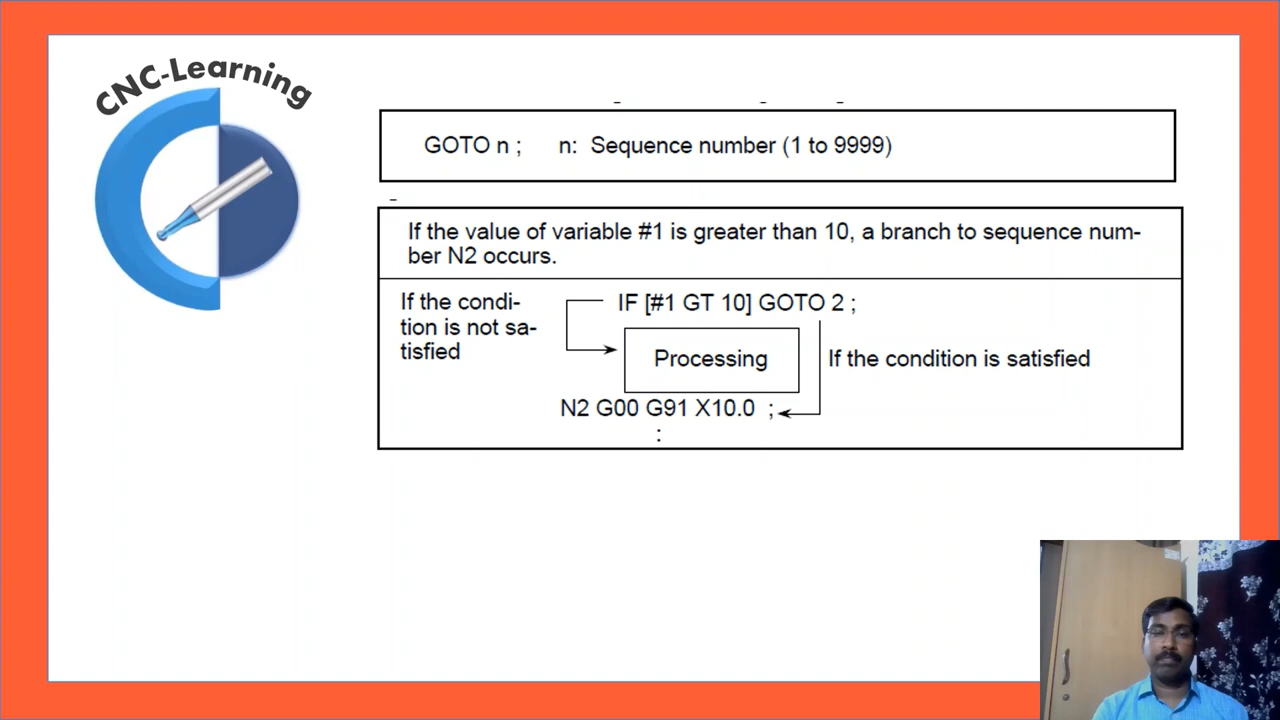 CNC-Learning
GOTO n ; n: Sequence number (1 to 9999)
If the value of variable #1 is greater than 10, a branch to sequence num-
ber N2 occurs.
If the condi-
tion is not sa-
tisfied
IF [#1 GT 10] GOTO 2 ;
Processing
If the condition is satisfied
N2 G00 G91 X10.0 ;
: